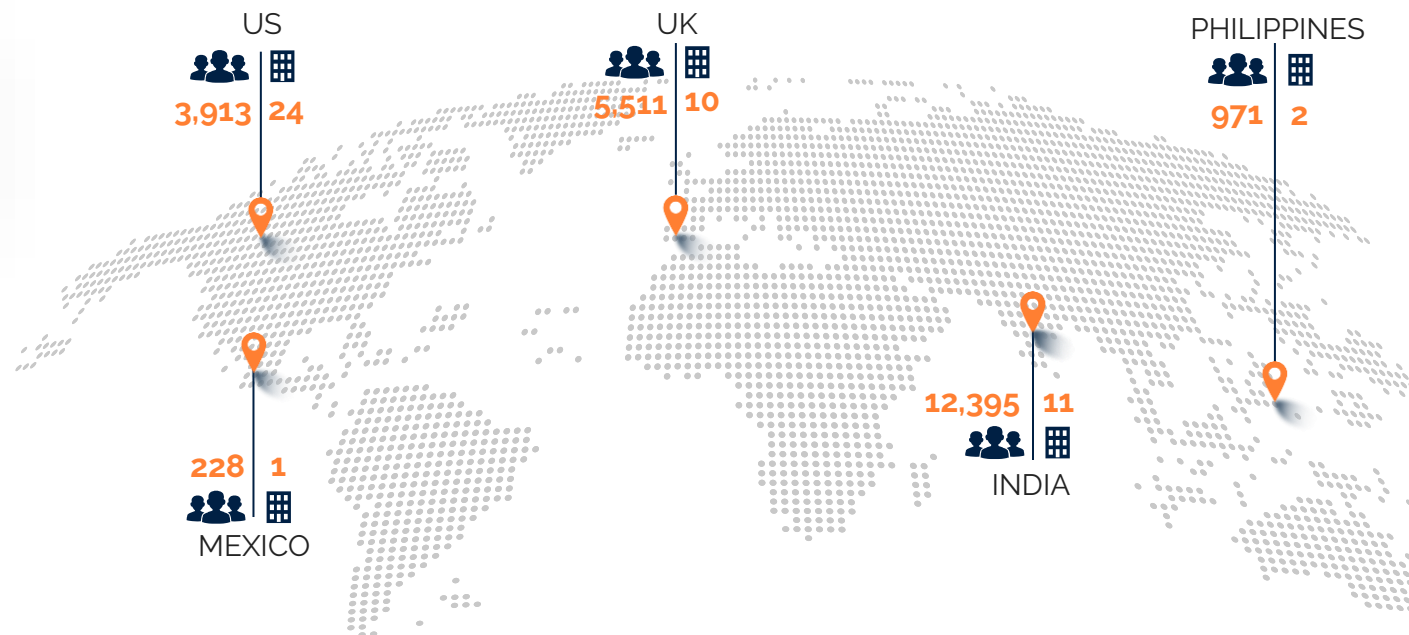 US
3,913 24
UK
5,511 10
PHILIPPINES
971 2
12,395 11
INDIA
228 1
MEXICO